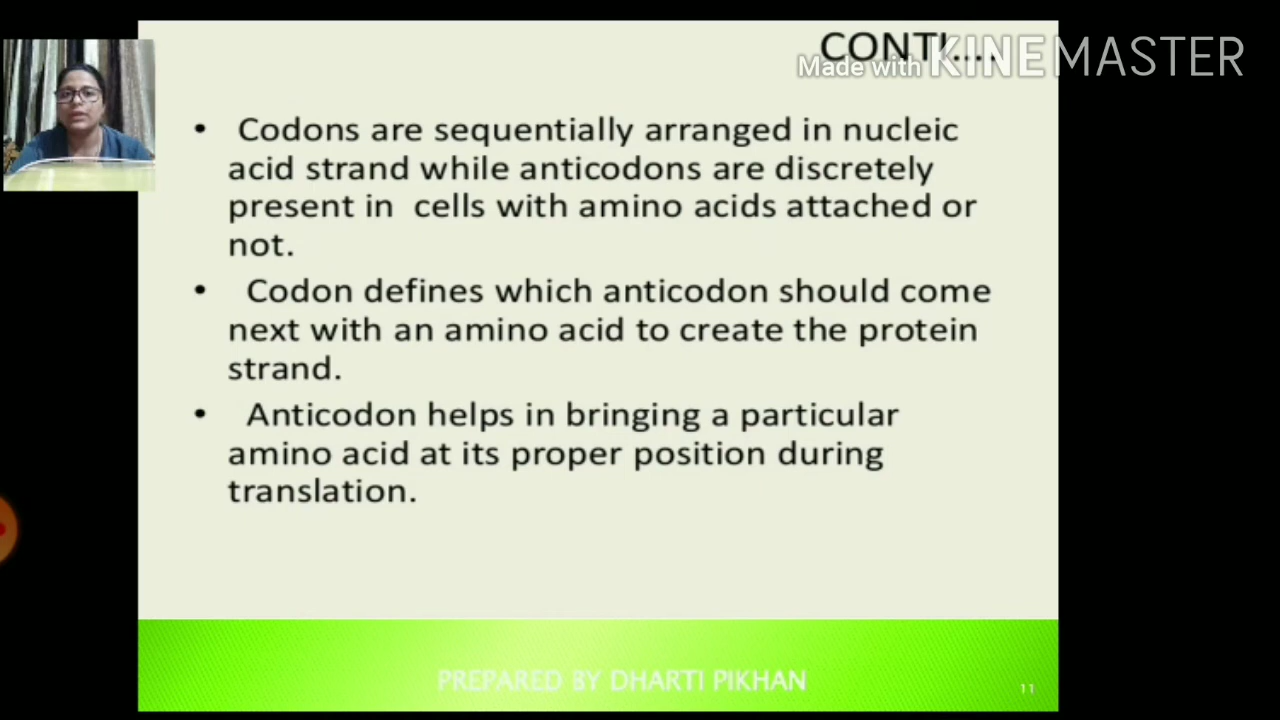 CONTI....
Made with KINEMASTER
• Codons are sequentially arranged in nucleic
acid strand while anticodons are discretely
present in cells with amino acids attached or
not.
• Codon defines which anticodon should come
next with an amino acid to create the protein
strand.
• Anticodon helps in bringing a particular
amino acid at its proper position during
translation.
PREPARED BY DHARTI PIKHAN
11